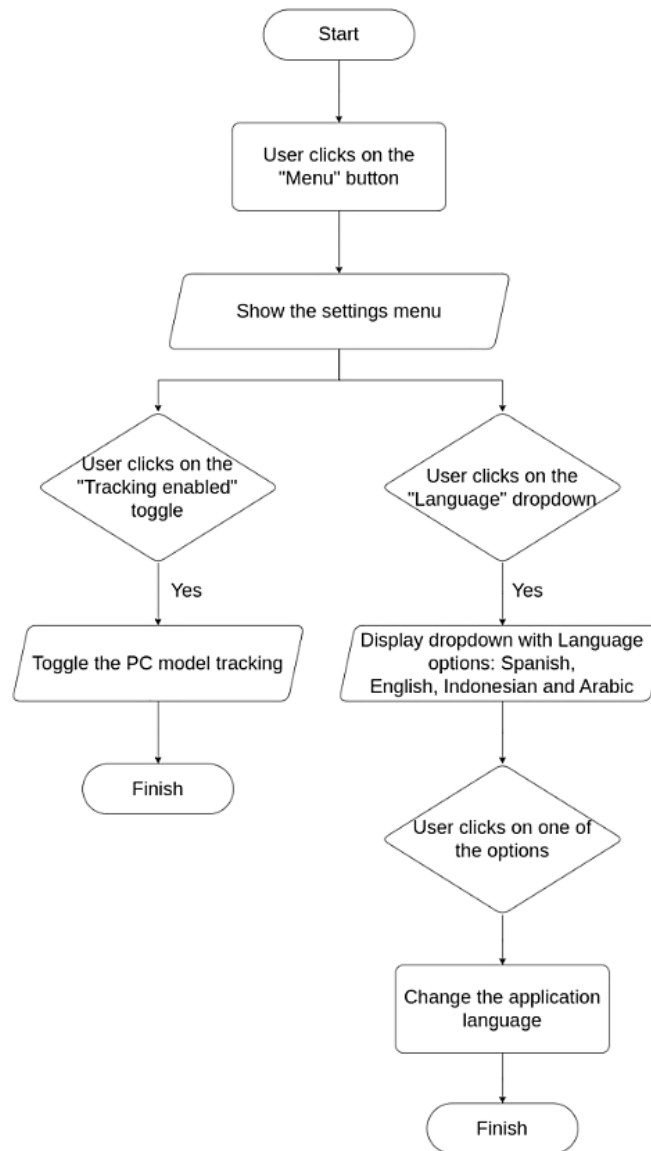 Start
User clicks on the
"Menu" button
Show the settings menu
User clicks on the
"Tracking enabled"
toggle
User clicks on the
"Language" dropdown
Yes
Yes
Toggle the PC model tracking
Display dropdown with Language
options: Spanish,
English, Indonesian and Arabic
Finish
User clicks on one of
the options
Change the application
language
Finish